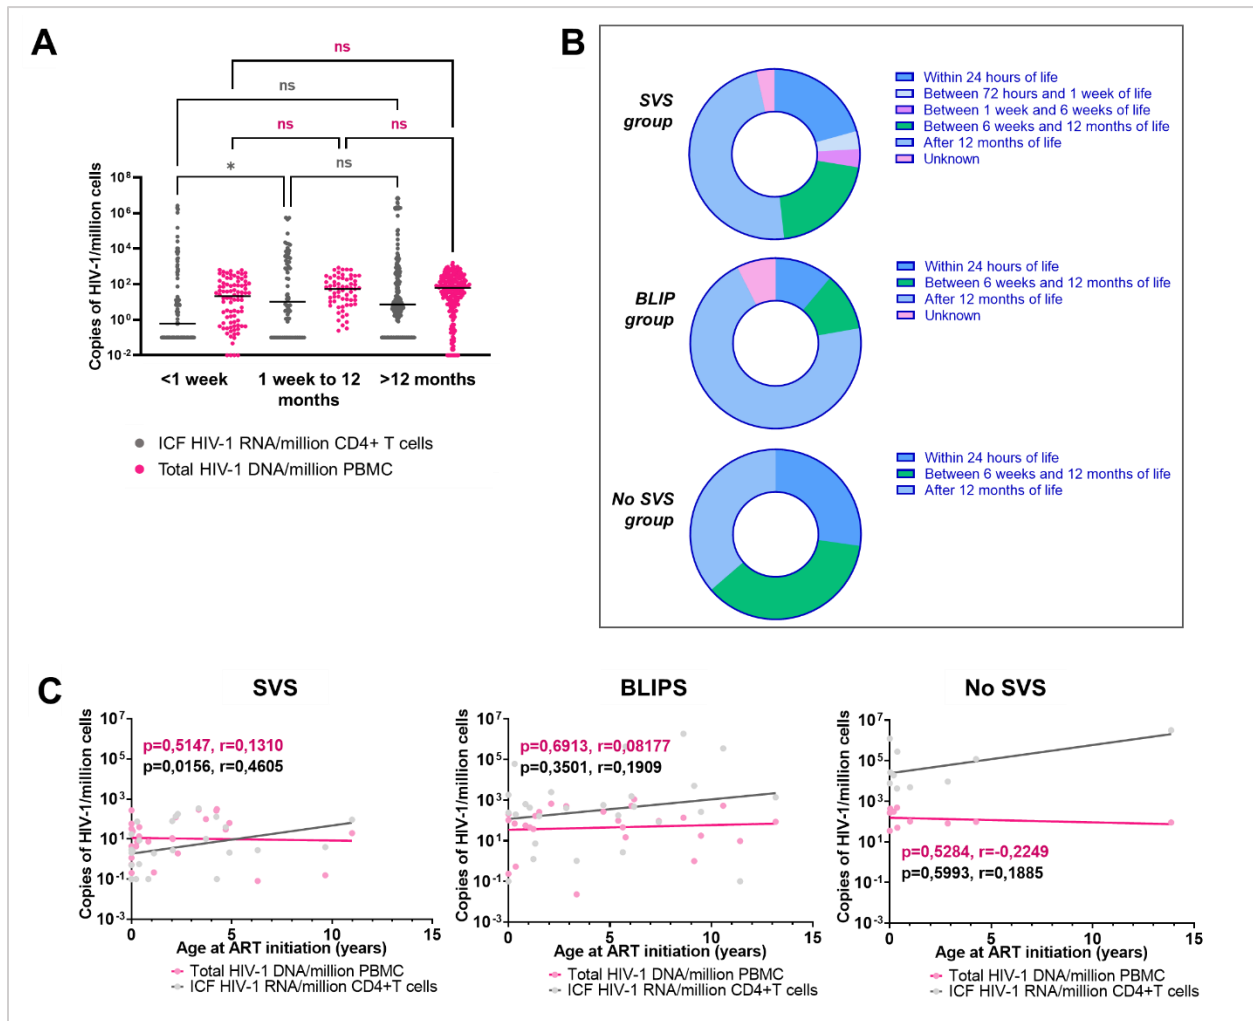 A
ns
ns
ns
ns
*
ns
Copies of HIV-1/million cells
10^8
10^6
10^4
10^2
10^0
10^-2
<1 week
1 week to 12
months
>12 months
ICF HIV-1 RNA/million CD4+ T cells
Total HIV-1 DNA/million PBMC
B
SVS
group
Within 24 hours of life
Between 72 hours and 1 week of life
Between 1 week and 6 weeks of life
Between 6 weeks and 12 months of life
After 12 months of life
Unknown
BLIP
group
Within 24 hours of life
Between 6 weeks and 12 months of life
After 12 months of life
Unknown
No SVS
group
Within 24 hours of life
Between 6 weeks and 12 months of life
After 12 months of life
C
SVS
Copies of HIV-1/million cells
10^7
10^5
10^3
10^1
10^-1
10^-3
p=0,5147, r=0,1310
p=0,0156, r=0,4605
0 5 10 15
Age at ART initiation (years)
Total HIV-1 DNA/million PBMC
ICF HIV-1 RNA/million CD4+T cells
BLIPS
Copies of HIV-1/million cells
10^7
10^5
10^3
10^1
10^-1
10^-3
p=0,6913, r=0,08177
p=0,3501, r=0,1909
0 5 10 15
Age at ART initiation (years)
Total HIV-1 DNA/million PBMC
ICF HIV-1 RNA/million CD4+T cells
No SVS
Copies of HIV-1/million cells
10^7
10^5
10^3
10^1
10^-1
10^-3
p=0,5284, r=-0,2249
p=0,5993, r=0,1885
0 5 10 15
Age at ART initiation (years)
Total HIV-1 DNA/million PBMC
ICF HIV-1 RNA/million CD4+T cells